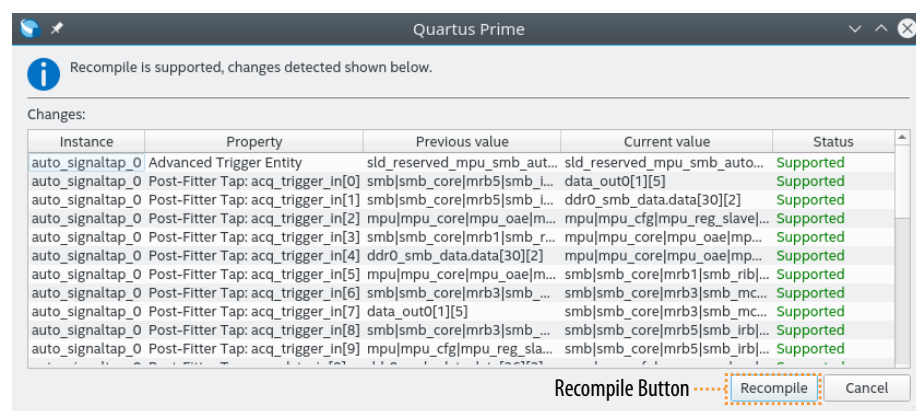 Quartus Prime
Recompile is supported, changes detected shown below.
Changes:
Instance Property Previous value Current value Status
auto_signaltap_0 Advanced Trigger Entity sld_reserved_mpu_smb_aut... sld_reserved_mpu_smb_auto... Supported
auto_signaltap_0 Post-Fitter Tap: acq_trigger_in[0] smb|smb_core|mrb5|smb_i... data_out0[1][5] Supported
auto_signaltap_0 Post-Fitter Tap: acq_trigger_in[1] smb|smb_core|mrb5|smb_i... ddr0_smb_data.data[30][2] Supported
auto_signaltap_0 Post-Fitter Tap: acq_trigger_in[2] mpu|mpu_core|mpu_oae|m... mpu|mpu_cfg|mpu_reg_slave|... Supported
auto_signaltap_0 Post-Fitter Tap: acq_trigger_in[3] smb|smb_core|mrb1|smb_r... mpu|mpu_core|mpu_oae|mp... Supported
auto_signaltap_0 Post-Fitter Tap: acq_trigger_in[4] ddr0_smb_data.data[30][2] mpu|mpu_core|mpu_oae|mp... Supported
auto_signaltap_0 Post-Fitter Tap: acq_trigger_in[5] mpu|mpu_core|mpu_oae|m... smb|smb_core|mrb1|smb_rib|... Supported
auto_signaltap_0 Post-Fitter Tap: acq_trigger_in[6] smb|smb_core|mrb3|smb_... smb|smb_core|mrb3|smb_mc... Supported
auto_signaltap_0 Post-Fitter Tap: acq_trigger_in[7] data_out0[1][5] smb|smb_core|mrb3|smb_mc... Supported
auto_signaltap_0 Post-Fitter Tap: acq_trigger_in[8] smb|smb_core|mrb3|smb_... smb|smb_core|mrb5|smb_irb|... Supported
auto_signaltap_0 Post-Fitter Tap: acq_trigger_in[9] mpu|mpu_cfg|mpu_reg_sla... smb|smb_core|mrb5|smb_irb|... Supported
Recompile Button Recompile Cancel